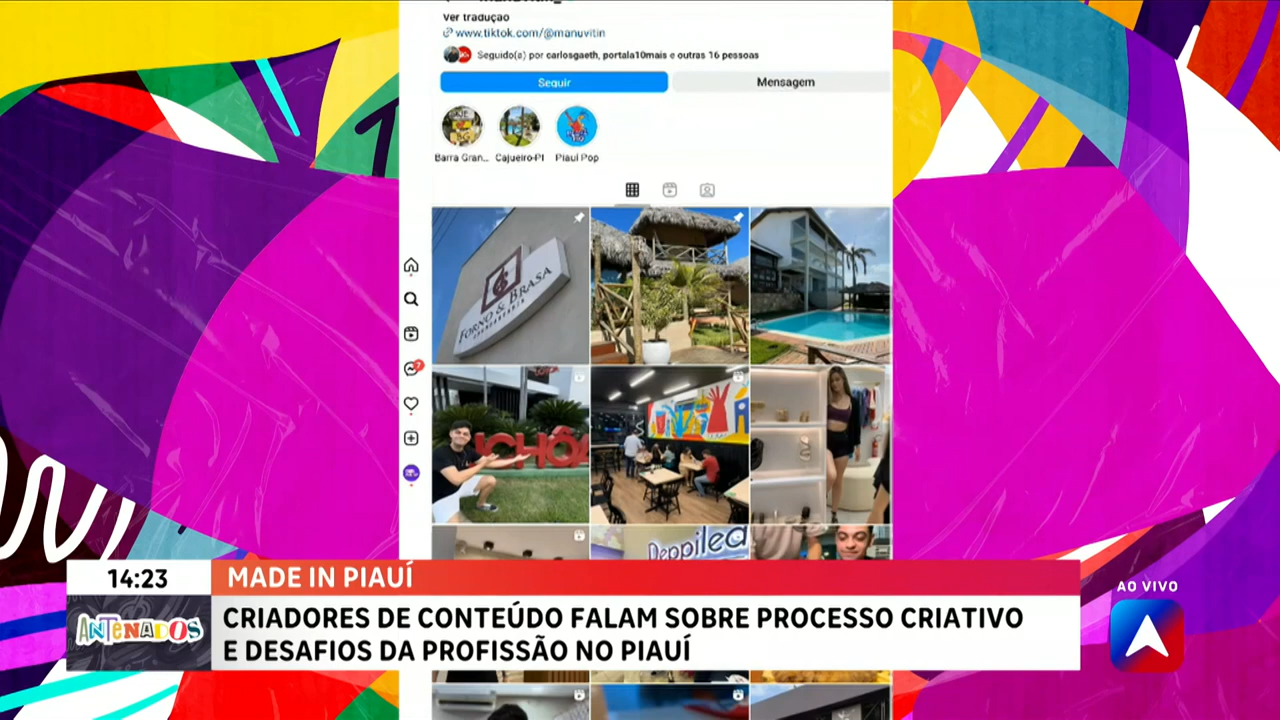 Ver tradução
www.tiktok.com/@manuvitin
Seguido(a) por carlosgaeth, portala10mais e outras 16 pessoas
Seguir
Mensagem
Barra Gran...
Cajueiro-PI
Piauí Pop
FORNO & BRASA
UCHÔA
Deppiled
14:23
MADE IN PIAUÍ
ANTENADOS
CRIADORES DE CONTEÚDO FALAM SOBRE PROCESSO CRIATIVO
E DESAFIOS DA PROFISSÃO NO PIAUÍ
AO VIVO